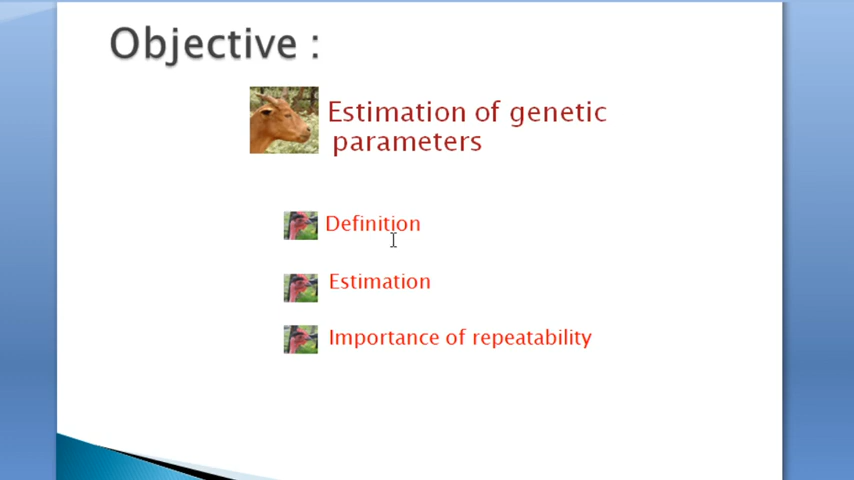 Objective :
Estimation of genetic
parameters
Definition
Estimation
Importance of repeatability